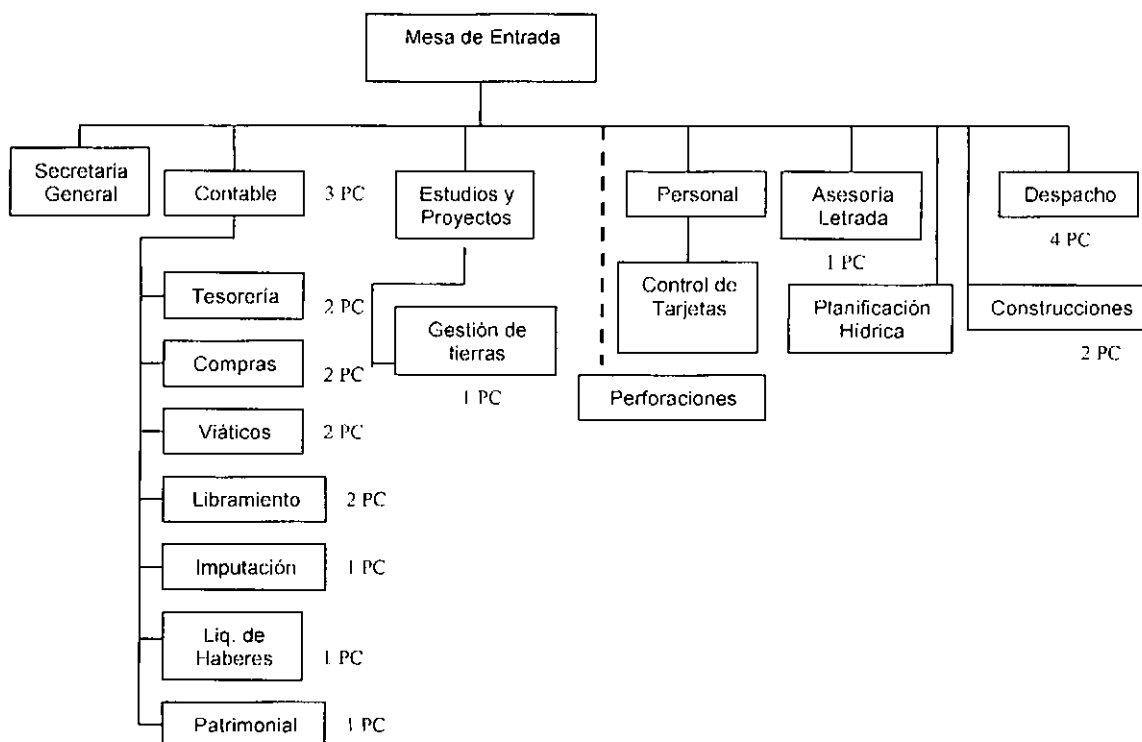 Mesa de Entrada
Secretaría
General
Contable
3 PC
Estudios y
Proyectos
Personal
Asesoría
Letrada
1 PC
Despacho
4 PC
Tesorería
2 PC
Compras
2 PC
Viáticos
2 PC
Libramiento
2 PC
Imputación
1 PC
Liq. de
Haberes
1 PC
Patrimonial
1 PC
Gestión de
tierras
1 PC
Perforaciones
Control de
Tarjetas
Planificación
Hídrica
Construcciones
2 PC